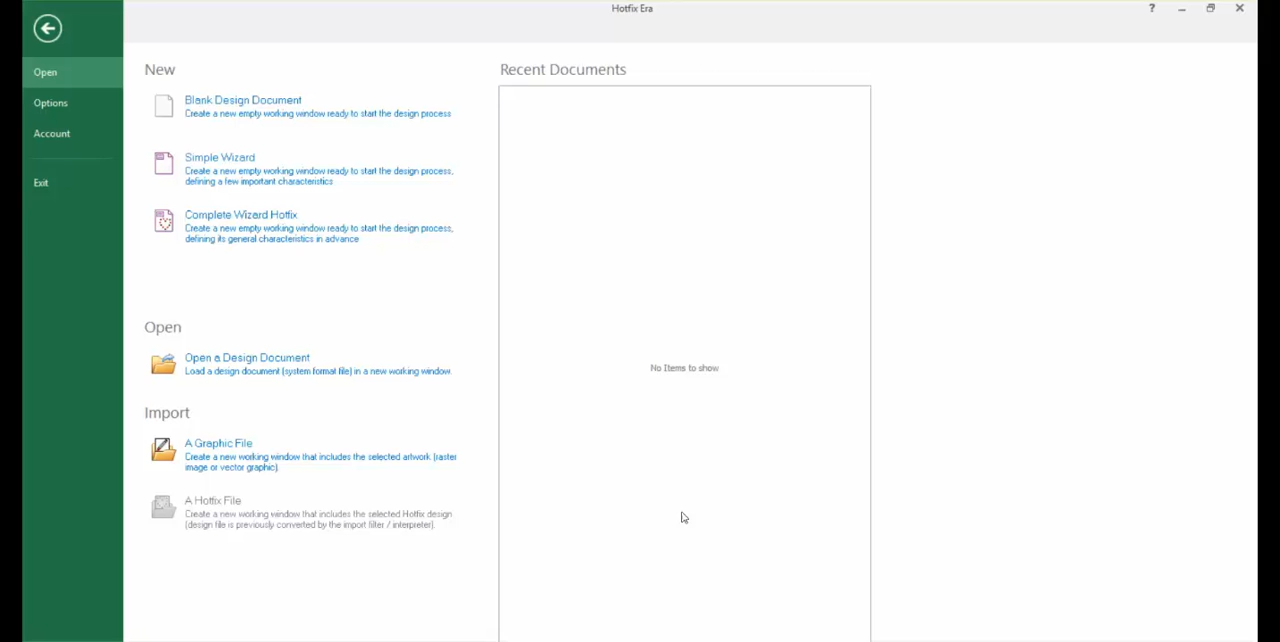 Hotfix Era
?
Open
Options
Account
Exit
New
Blank Design Document
Create a new empty working window ready to start the design process
Simple Wizard
Create a new empty working window ready to start the design process,
defining a few important characteristics
Complete Wizard Hotfix
Create a new empty working window ready to start the design process,
defining its general characteristics in advance
Open
Open a Design Document
Load a design document (system format file) in a new working window.
Import
A Graphic File
Create a new working window that includes the selected artwork (raster
image or vector graphic).
A Hotfix File
Create a new working window that includes the selected Hotfix design
(design file is previously converted by the import filter / interpreter).
Recent Documents
No Items to show